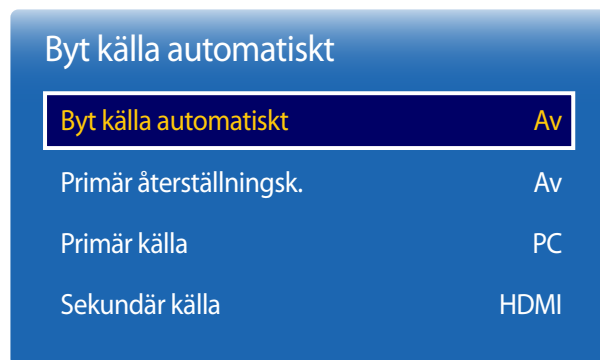 Byt källa automatiskt
Byt källa automatiskt Av
Primär återställningsk. Av
Primär källa PC
Sekundär källa HDMI